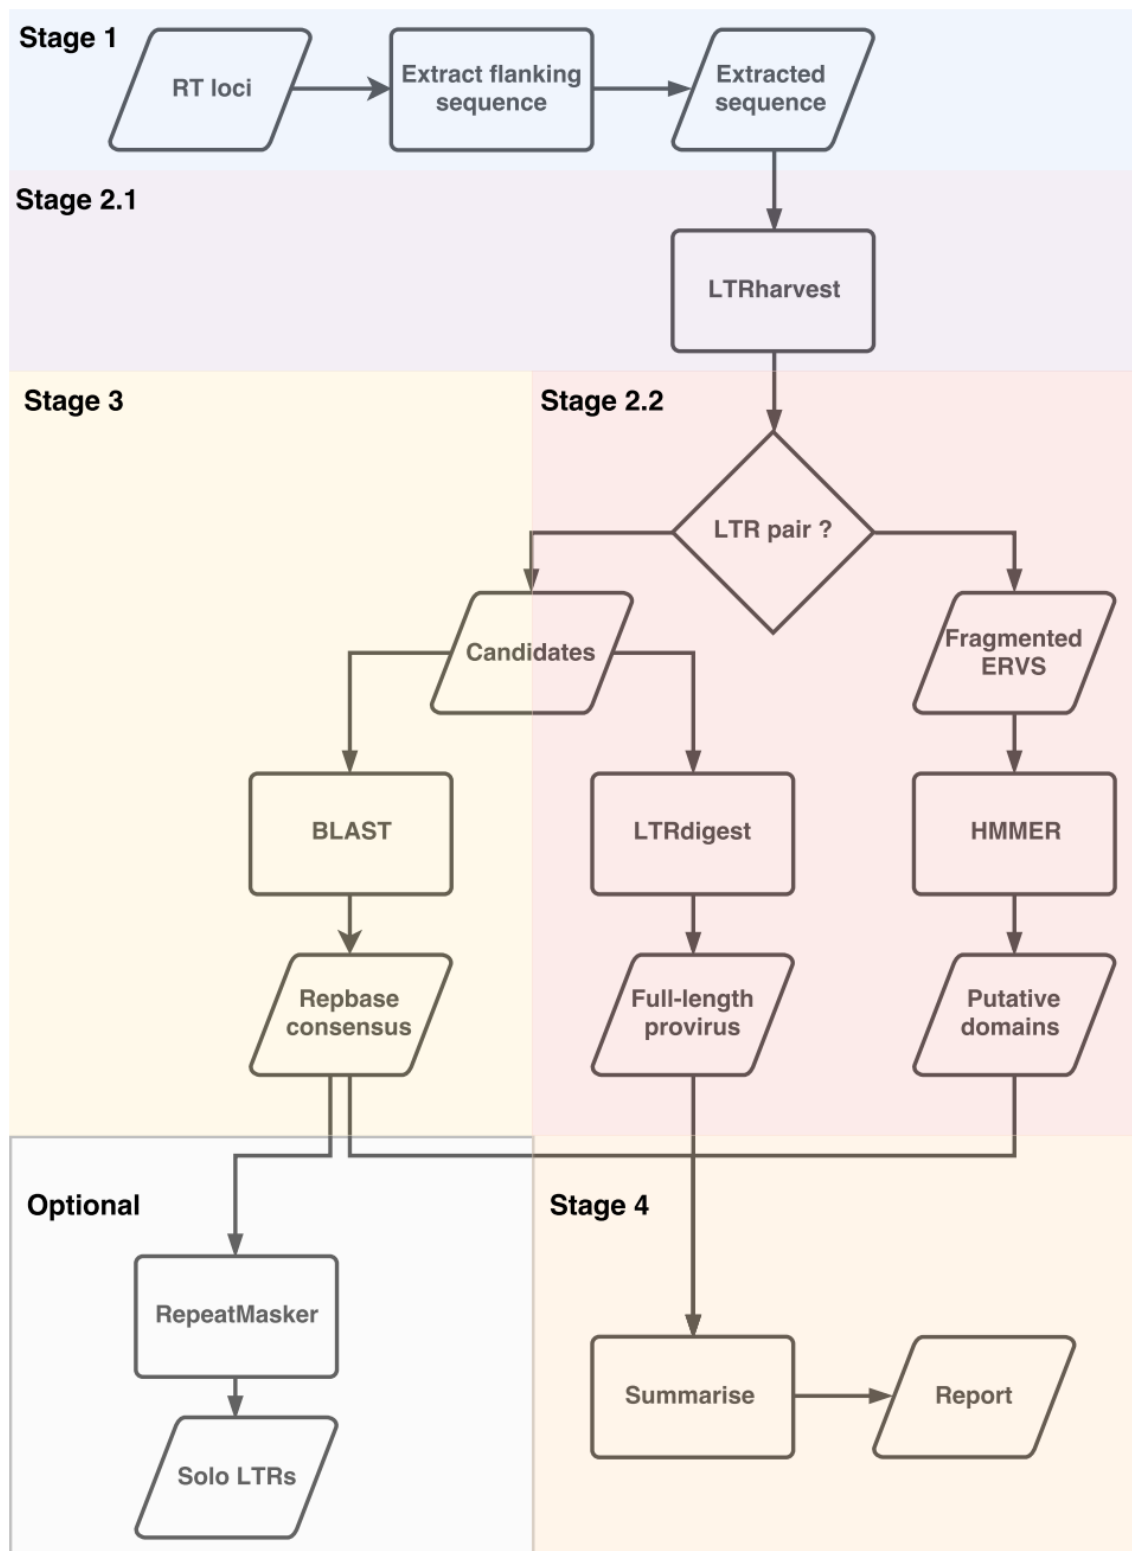 Stage 1
RT loci
Extract flanking
sequence
Extracted
sequence
Stage 2.1
LTRharvest
Stage 3
Stage 2.2
LTR pair ?
Candidates
Fragmented
ERVS
BLAST
LTRdigest
HMMER
Repbase
consensus
Full-length
provirus
Putative
domains
Optional
Stage 4
RepeatMasker
Summarise
Report
Solo LTRs